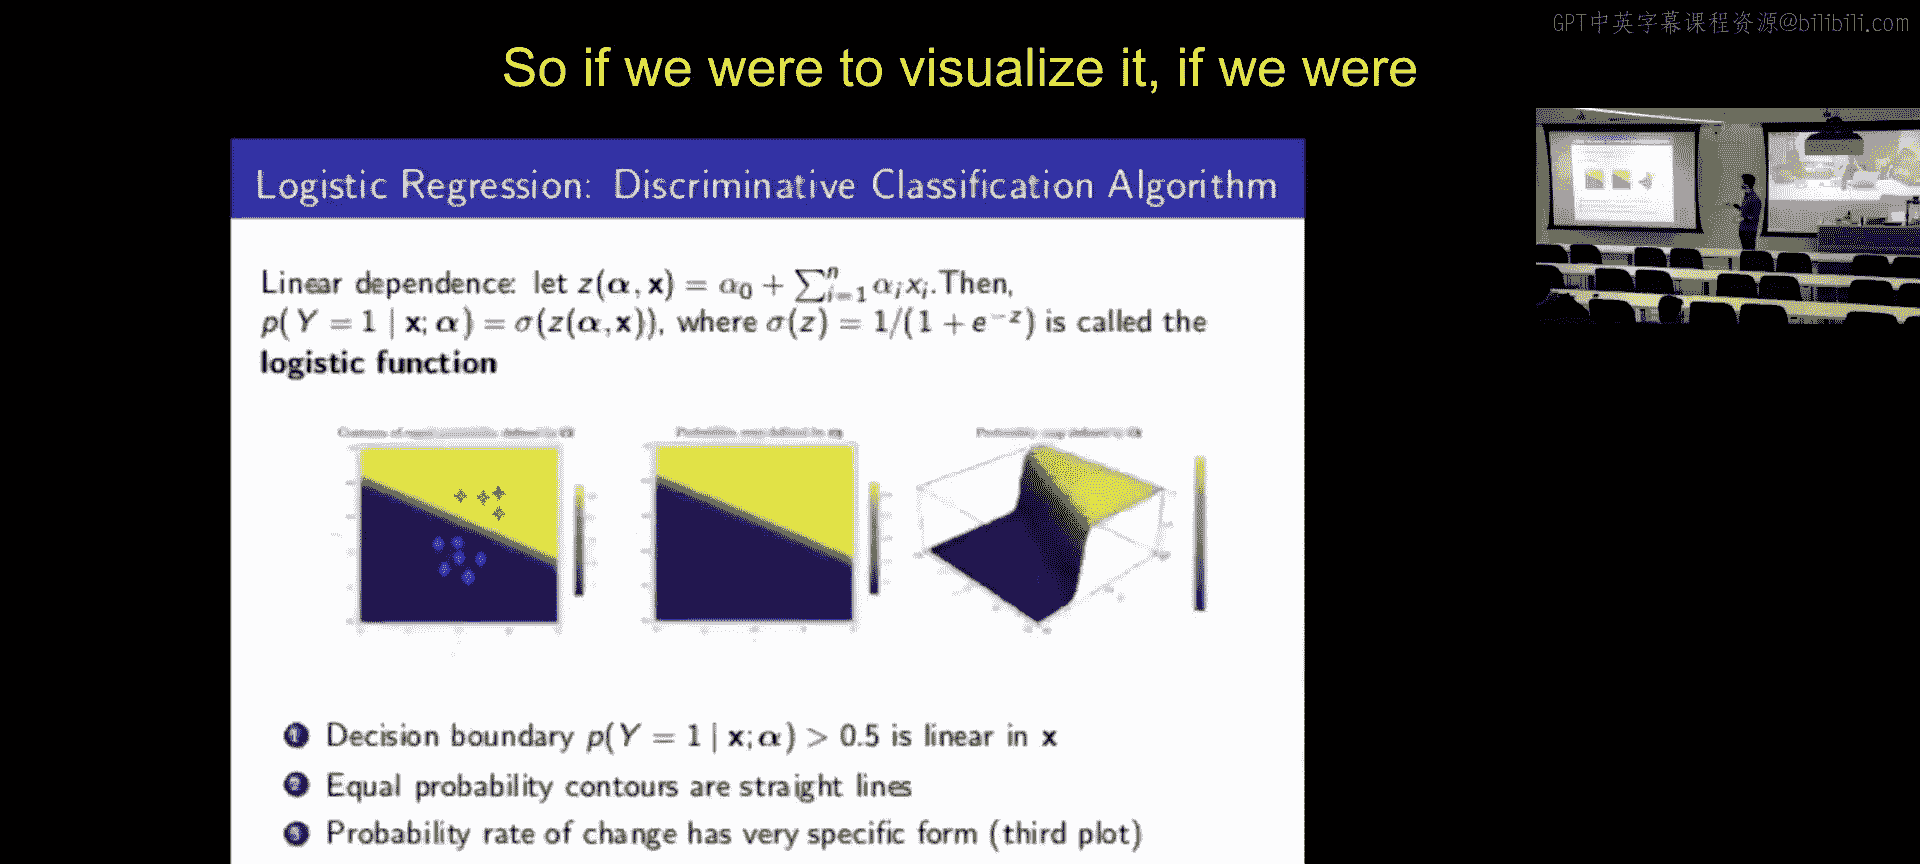 GPT中英字幕课程资源@bilibili.com
So if we were to visualize it, if we were
Logistic Regression: Discriminative Classification Algorithm
Linear dependence: let z(α, x) = α₀ + ∑ⁿᵢ₌₁ αᵢxᵢ.Then,
p(Y = 1 | x; α) = σ(z(α, x)), where σ(z) = 1/(1 + e⁻ᶻ) is called the
logistic function
1 Decision boundary p(Y = 1 | x; α) > 0.5 is linear in x
2 Equal probability contours are straight lines
3 Probability rate of change has very specific form (third plot)